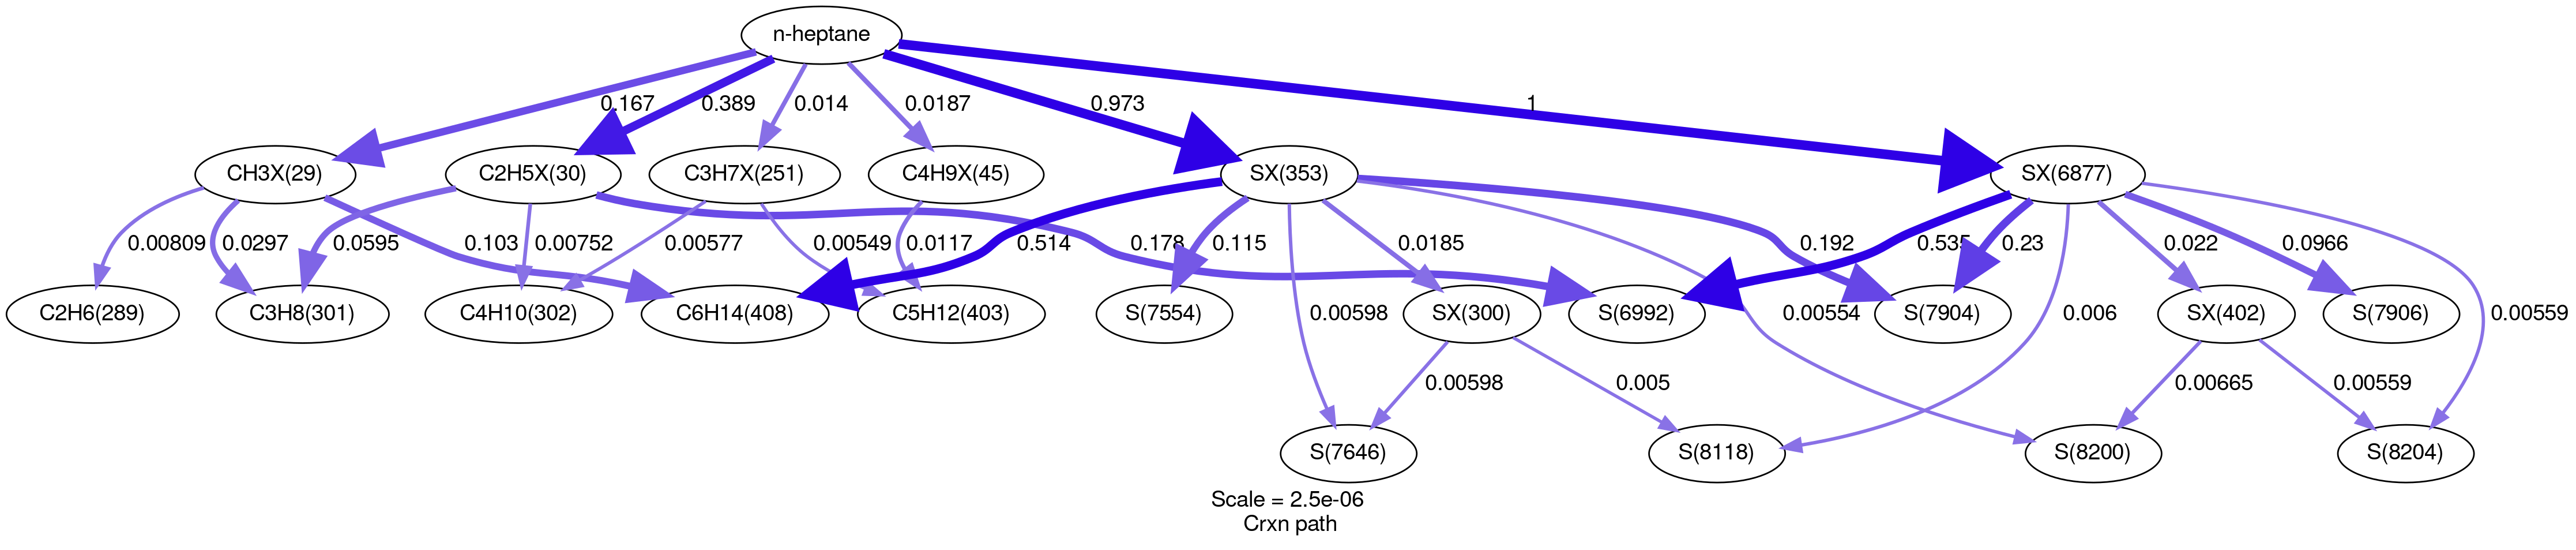 n-heptane
0.167
0.389
0.014
0.0187
0.973
1
CH3X(29)
C2H5X(30)
C3H7X(251)
C4H9X(45)
SX(353)
SX(6877)
0.00809
0.0297
0.0595
0.103
0.00752
0.00577
0.00549
0.0117
0.514
0.178
0.115
0.0185
0.192
0.535
0.23
0.022
0.0966
C2H6(289)
C3H8(301)
C4H10(302)
C6H14(408)
C5H12(403)
S(7554)
0.00598
SX(300)
S(6992)
0.00554
S(7904)
0.006
SX(402)
S(7906)
0.00559
0.00598
0.005
0.00665
0.00559
S(7646)
S(8118)
S(8200)
S(8204)
Scale = 2.5e-06
Crxn path